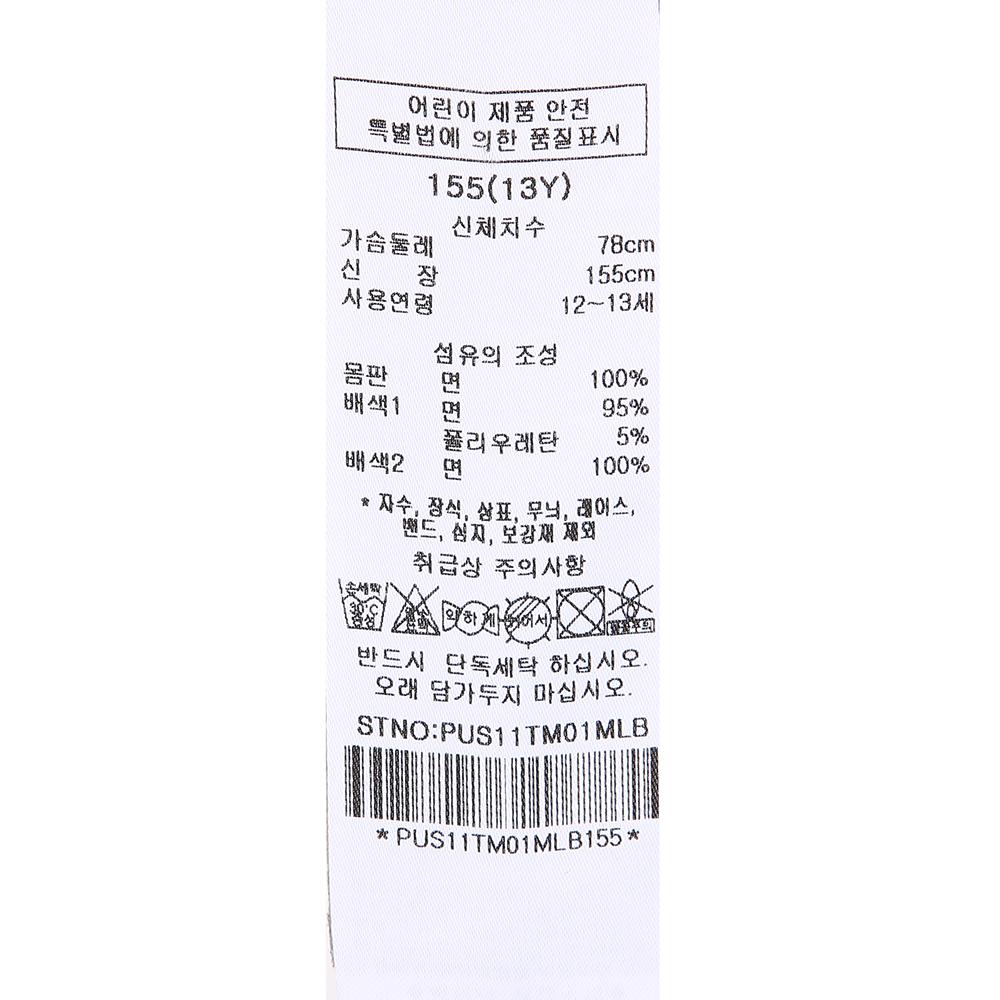 어린이 제품 안전
특별법에 의한 품질표시
155(13Y)
신체치수
가슴둘레 78cm
신 장 155cm
사용연령 12~13세
섬유의 조성
몸판 면 100%
배색1 면 95%
폴리우레탄 5%
배색2 면 100%
* 자수, 장식, 상표, 무늬, 레이스,
밴드, 심지, 보강재 제외
취급상 주의사항
손세탁 30°C 중성 약하게 뉘어서
반드시 단독세탁 하십시오.
오래 담가두지 마십시오.
STNO:PUS11TM01MLB
*PUS11TM01MLB155*